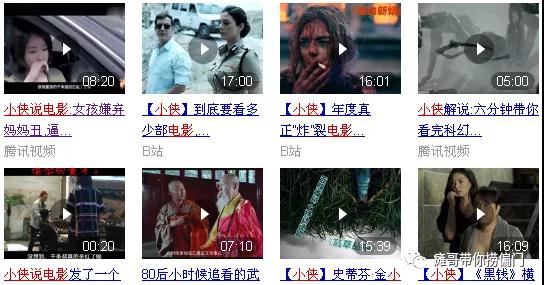 08:20
17:00
16:01
05:00
小侠说电影:女孩嫌弃
妈妈丑,逼...
腾讯视频
【小侠】到底要看多
少部电影,...
B站
【小侠】年度真
正"炸"裂电影...
B站
小侠解说:六分钟带你
看完科幻...
腾讯视频
00:20
07:10
15:39
16:09
小侠说电影发了一个
80后小时候追看的武
【小侠】史蒂芬·金小
【小侠】《黑钱》横
瘫哥带你捞偏门